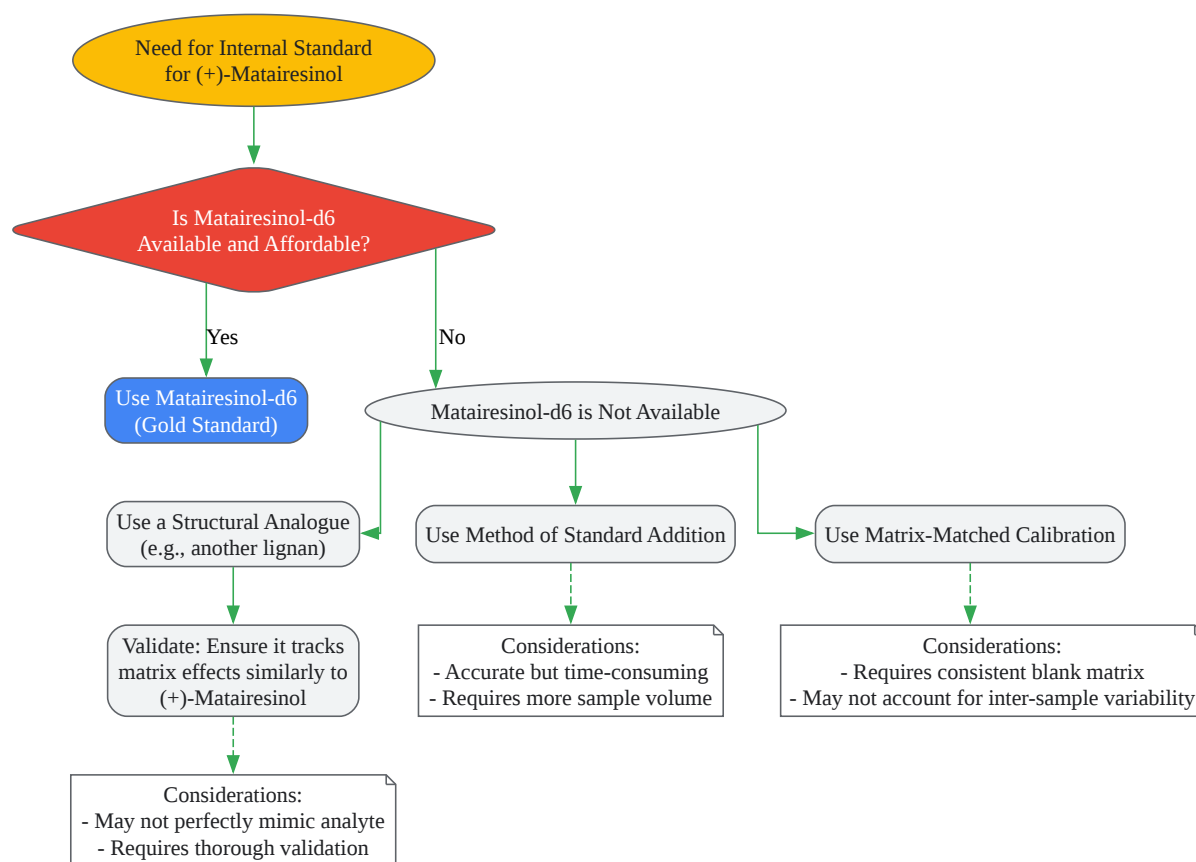 Need for Internal Standard
for (+)-Matairesinol
Is Matairesinol-d6
Available and Affordable?
Yes
No
Use Matairesinol-d6
(Gold Standard)
Matairesinol-d6 is Not Available
Use a Structural Analogue
(e.g., another lignan)
Use Method of Standard Addition
Use Matrix-Matched Calibration
Validate: Ensure it tracks
matrix effects similarly to
(+)-Matairesinol
Considerations:
- Accurate but time-consuming
- Requires more sample volume
Considerations:
- Requires consistent blank matrix
- May not account for inter-sample variability
Considerations:
- May not perfectly mimic analyte
- Requires thorough validation